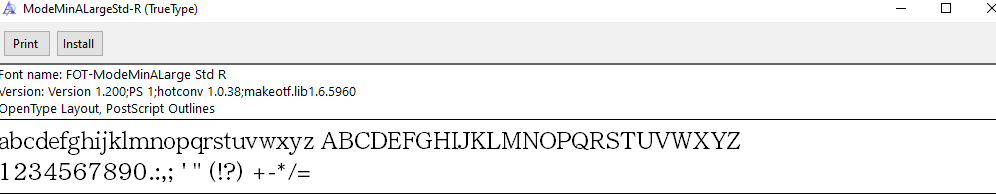 ModeMinALargeStd-R (TrueType)
Print Install
Font name: FOT-ModeMinALarge Std R
Version: Version 1.200;PS 1;hotconv 1.0.38;makeotf.lib1.6.5960
OpenType Layout, PostScript Outlines
abcdefghijklmnopqrstuvwxyz ABCDEFGHIJKLMNOPQRSTUVWXYZ
1234567890.:,; ' " (!?) +-*/=